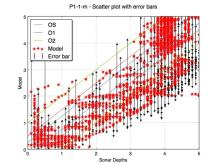 P1-1-m - Scatter plot with error bars
OS
O1
O2
Model
Error bar
Model
Sonar Depths